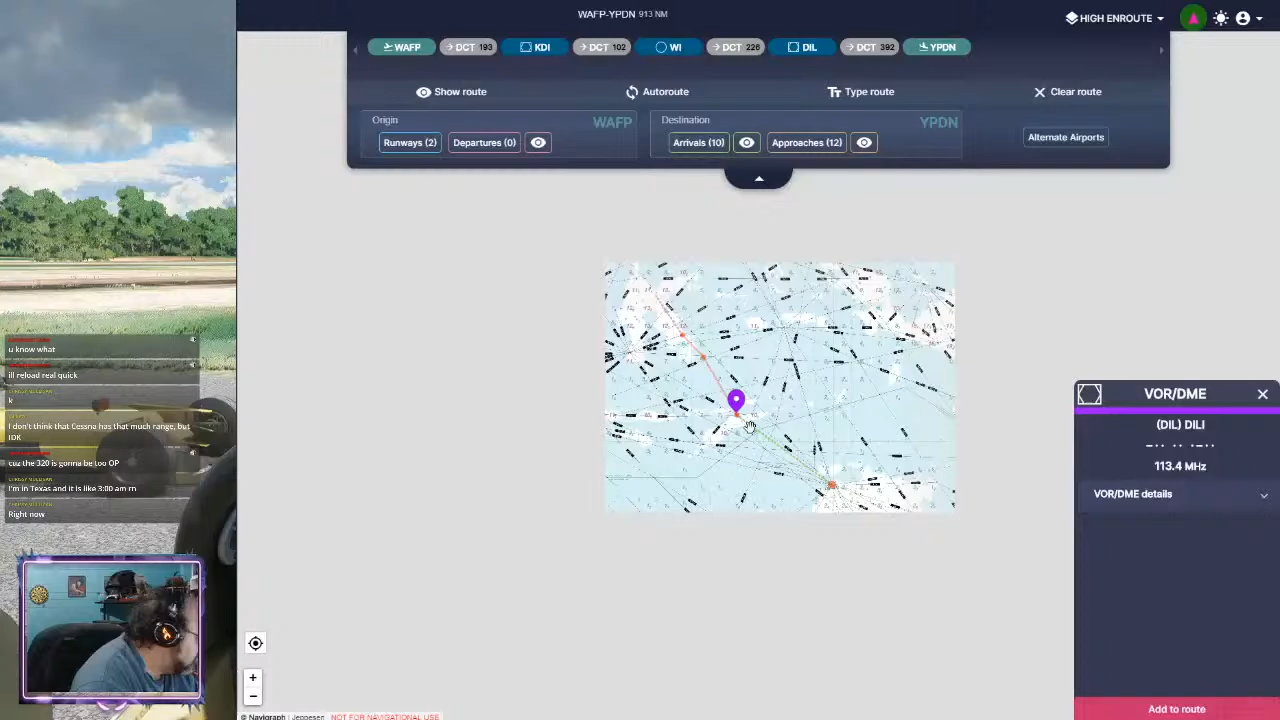 WAFP-YPDN 913 NM
HIGH ENROUTE
WAFP
DCT 193
KDI
DCT 102
WI
DCT 226
DIL
DCT 392
YPDN
Show route
Autoroute
Type route
Clear route
Origin
WAFP
Runways (2)
Departures (0)
Destination
YPDN
Arrivals (10)
Approaches (12)
Alternate Airports
u know what
ill reload real quick
k
I don't think that Cessna has that much range, but
IDK
cuz the 320 is gonna be too OP
I'm in Texas and it is like 3:00 am rn
Right now
VOR/DME
(DIL) DILI
-·· ·· ·-··
113.4 MHz
VOR/DME details
Add to route
+
−
© Navigraph | Jeppesen NOT FOR NAVIGATIONAL USE